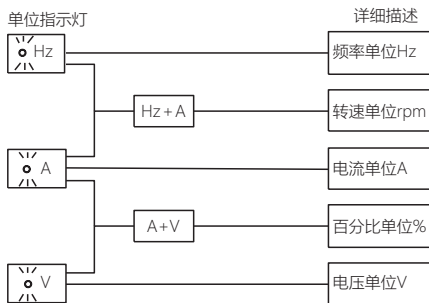 单位指示灯
详细描述
Hz
频率单位Hz
Hz+A
转速单位rpm
A
电流单位A
A+V
百分比单位%
V
电压单位V